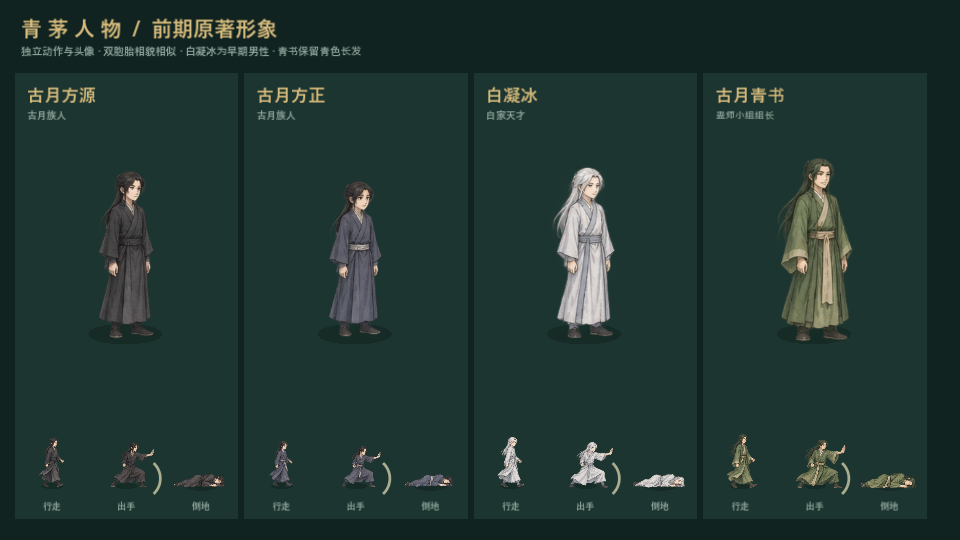 青茅人物 / 前期原著形象
独立动作与头像 · 双胞胎相貌相似 · 白凝冰为早期男性 · 青书保留青色长发
古月方源
古月族人
行走 出手 倒地
古月方正
古月族人
行走 出手 倒地
白凝冰
白家天才
行走 出手 倒地
古月青书
蛊师小组组长
行走 出手 倒地